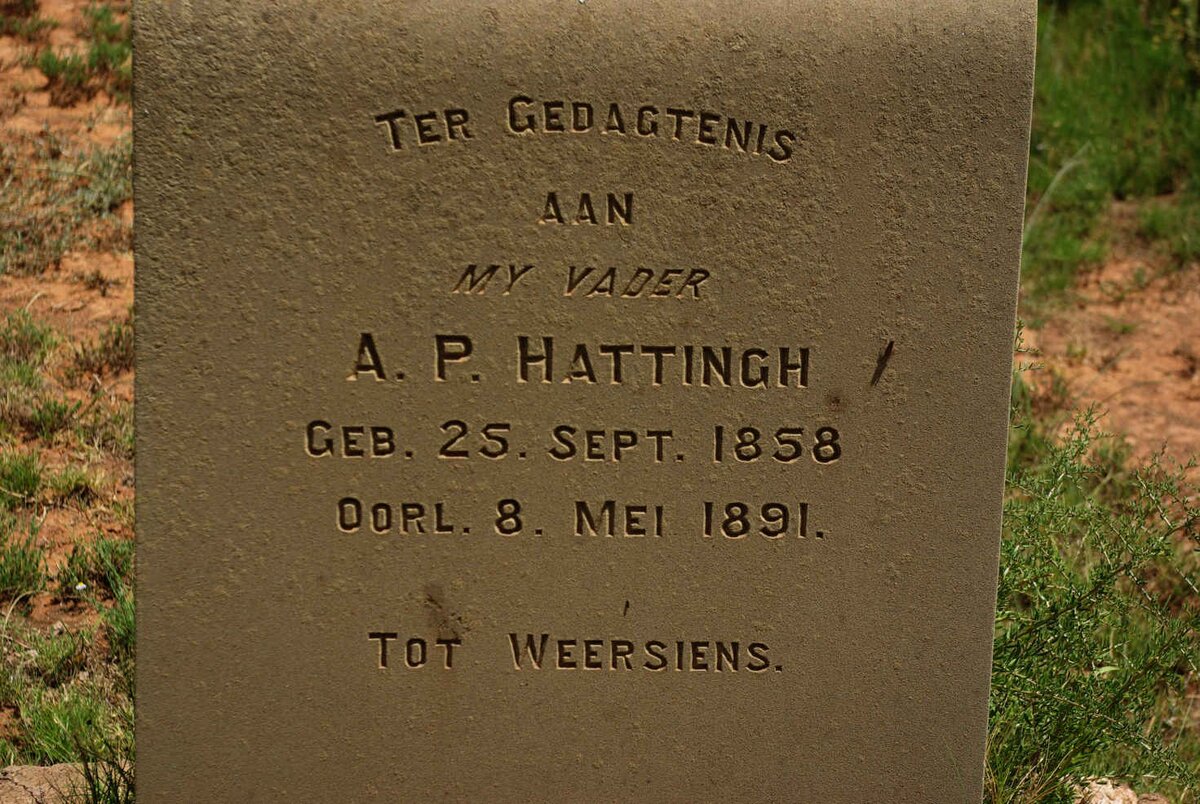 TER GEDAGTENIS
AAN
MY VADER
A. P. HATTINGH
GEB. 25. SEPT. 1858
OORL. 8. MEI 1891.
TOT WEERSIENS.